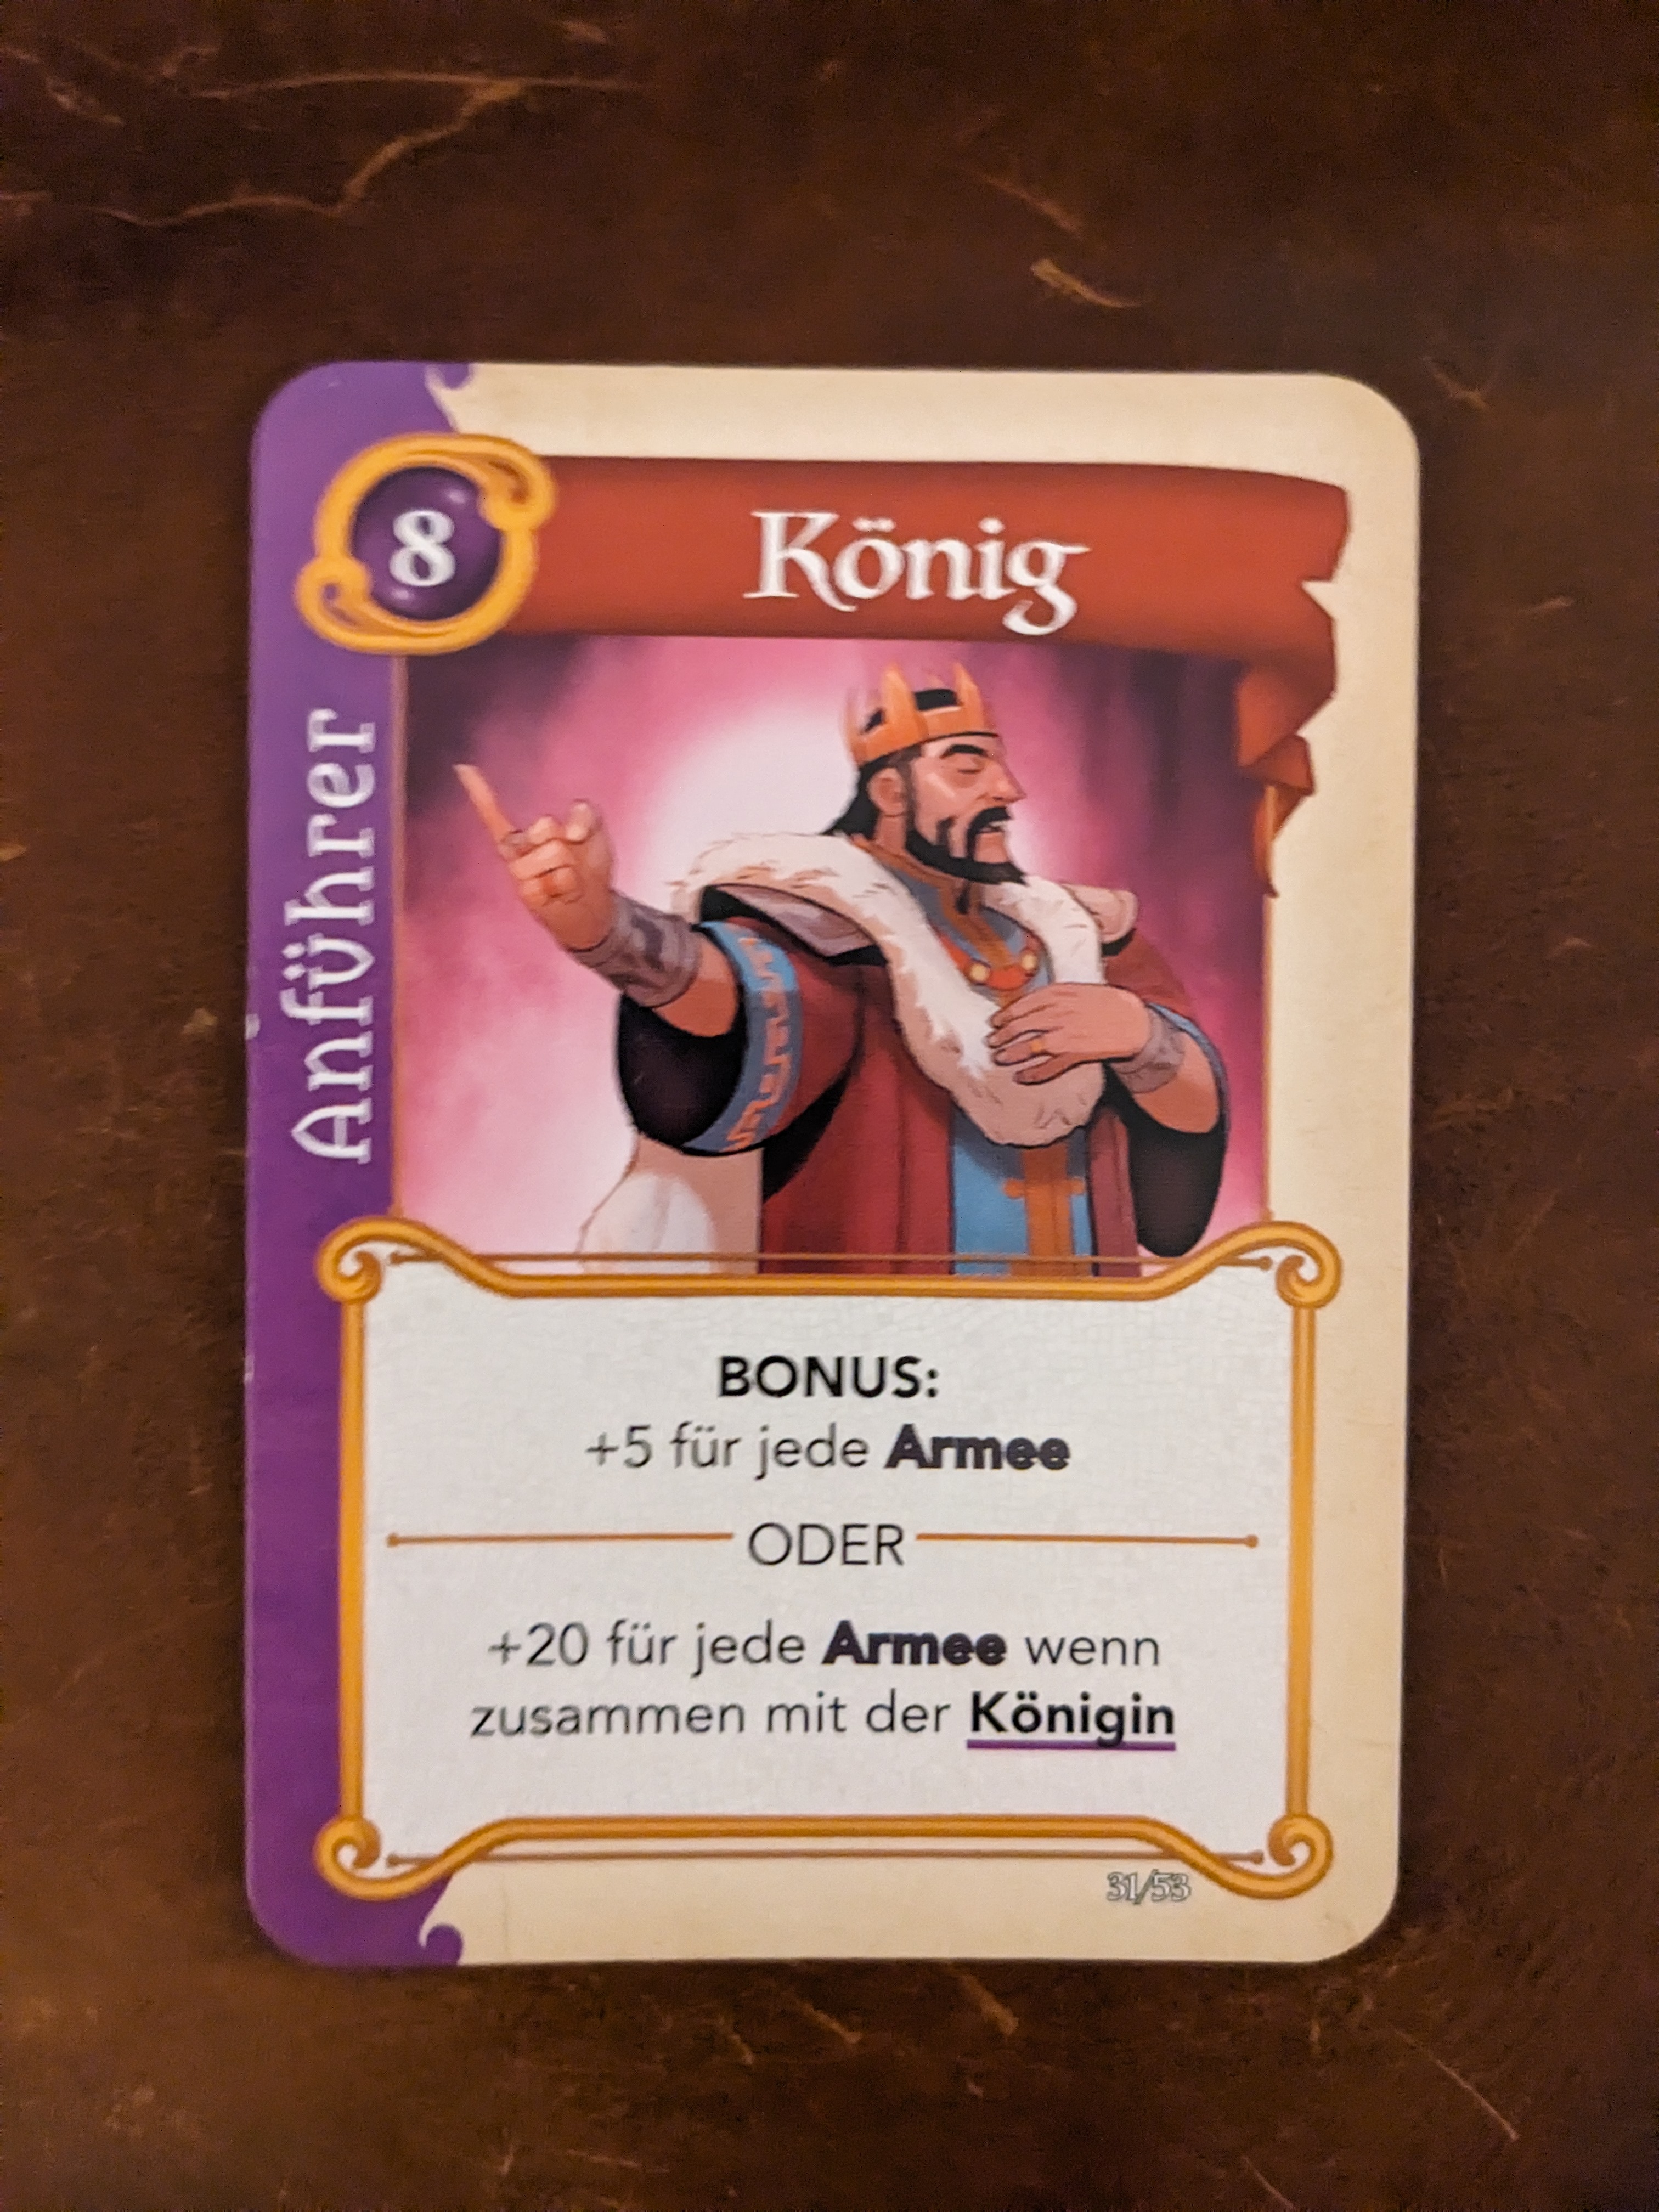 8
König
Anführer
BONUS:
+5 für jede Armee
ODER
+20 für jede Armee wenn
zusammen mit der Königin
31/53